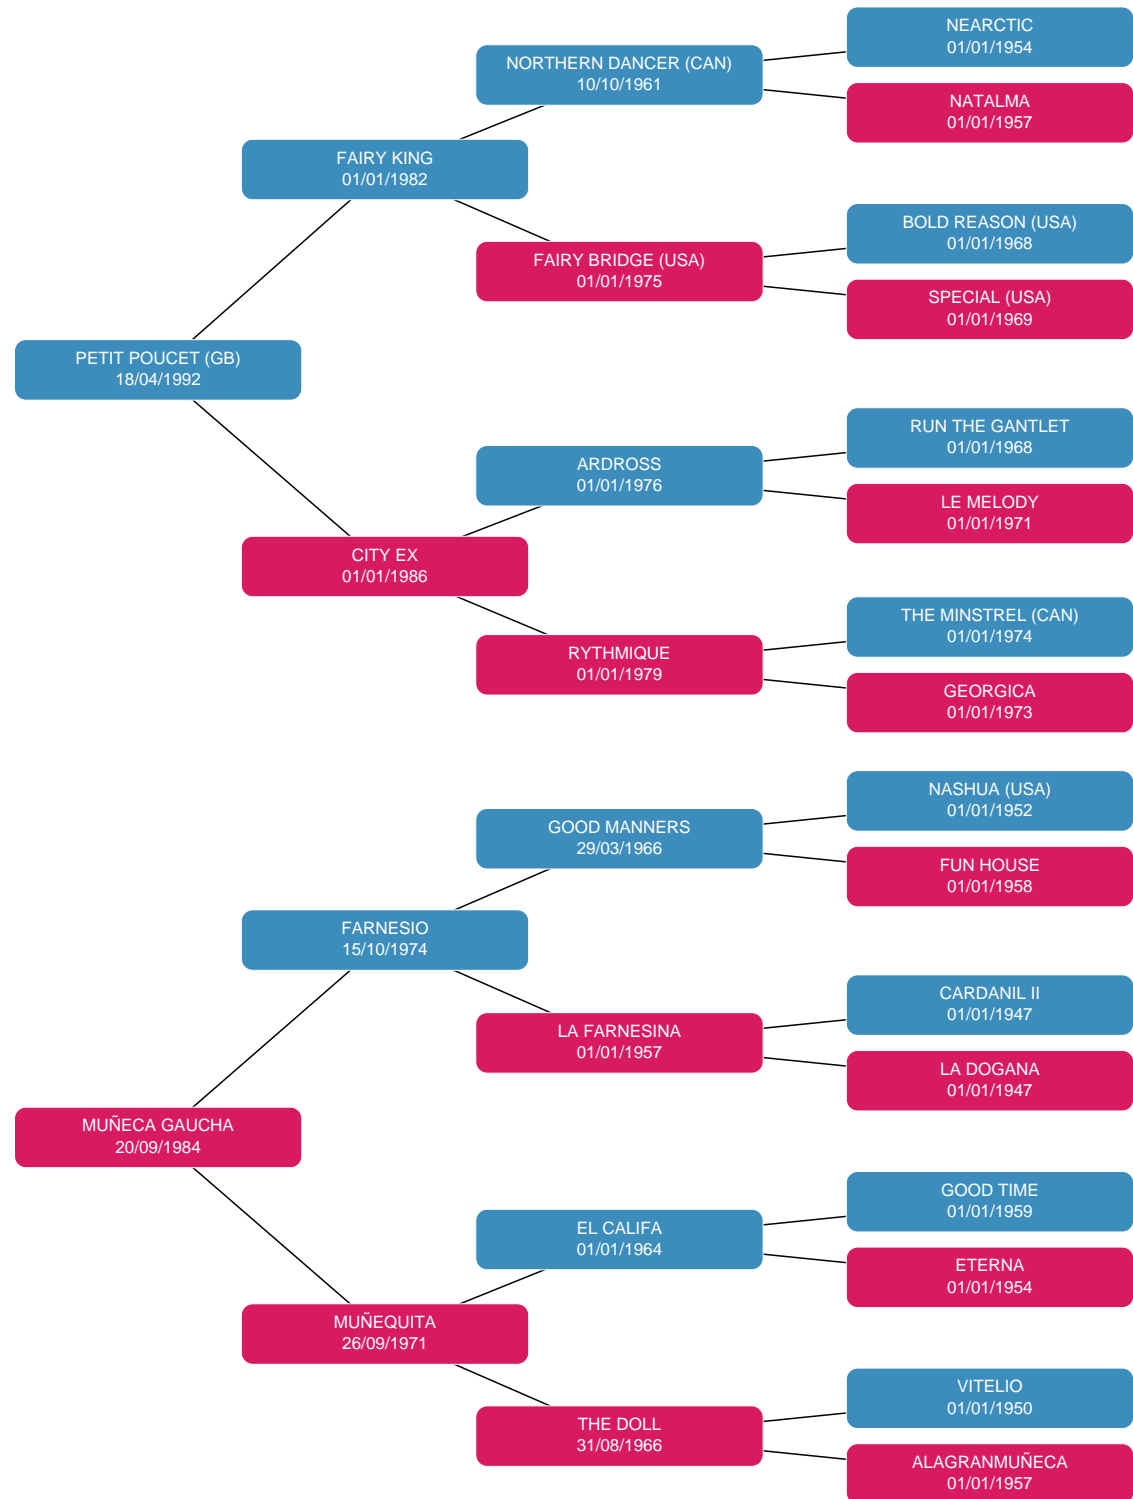 NEARCTIC
01/01/1954
NORTHERN DANCER (CAN)
10/10/1961
NATALMA
01/01/1957
FAIRY KING
01/01/1982
BOLD REASON (USA)
01/01/1968
FAIRY BRIDGE (USA)
01/01/1975
SPECIAL (USA)
01/01/1969
PETIT POUCET (GB)
18/04/1992
RUN THE GANTLET
01/01/1968
ARDROSS
01/01/1976
LE MELODY
01/01/1971
CITY EX
01/01/1986
THE MINSTREL (CAN)
01/01/1974
RYTHMIQUE
01/01/1979
GEORGICA
01/01/1973
NASHUA (USA)
01/01/1952
GOOD MANNERS
29/03/1966
FUN HOUSE
01/01/1958
FARNESIO
15/10/1974
CARDANIL II
01/01/1947
LA FARNESINA
01/01/1957
LA DOGANA
01/01/1947
MUÑECA GAUCHA
20/09/1984
GOOD TIME
01/01/1959
EL CALIFA
01/01/1964
ETERNA
01/01/1954
MUÑEQUITA
26/09/1971
VITELIO
01/01/1950
THE DOLL
31/08/1966
ALAGRANMUÑECA
01/01/1957